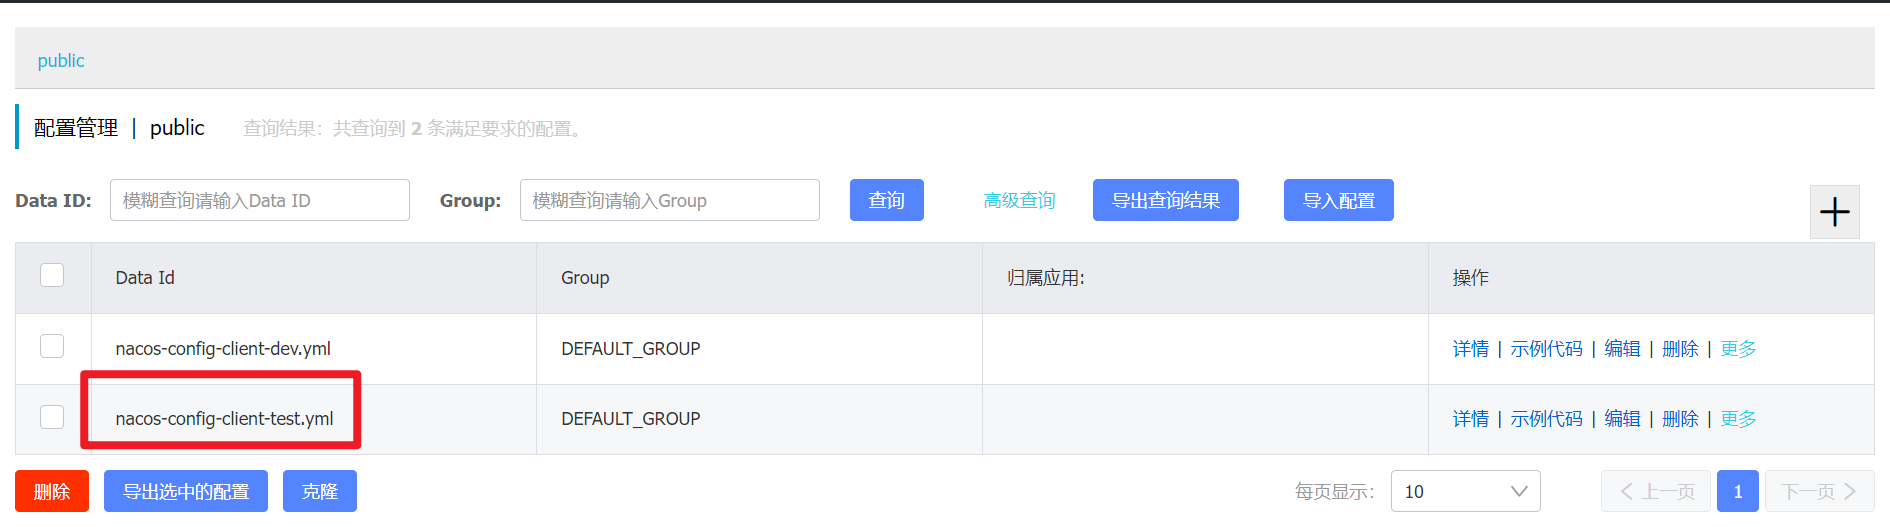 public
配置管理 | public 查询结果：共查询到 2 条满足要求的配置。
Data ID: 模糊查询请输入Data ID Group: 模糊查询请输入Group 查询 高级查询 导出查询结果 导入配置 +
Data Id Group 归属应用: 操作
nacos-config-client-dev.yml DEFAULT_GROUP 详情 | 示例代码 | 编辑 | 删除 | 更多
nacos-config-client-test.yml DEFAULT_GROUP 详情 | 示例代码 | 编辑 | 删除 | 更多
删除 导出选中的配置 克隆 每页显示： 10 上一页 1 下一页